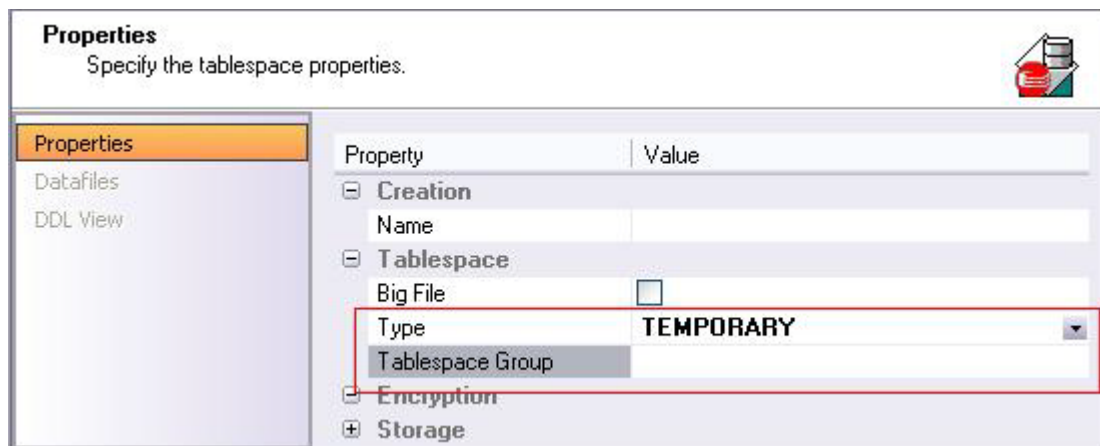 Properties
Specify the tablespace properties.
Properties
Datafiles
DDL View
Property Value
Creation
Name
Tablespace
Big File
Type TEMPORARY
Tablespace Group
Encryption
Storage